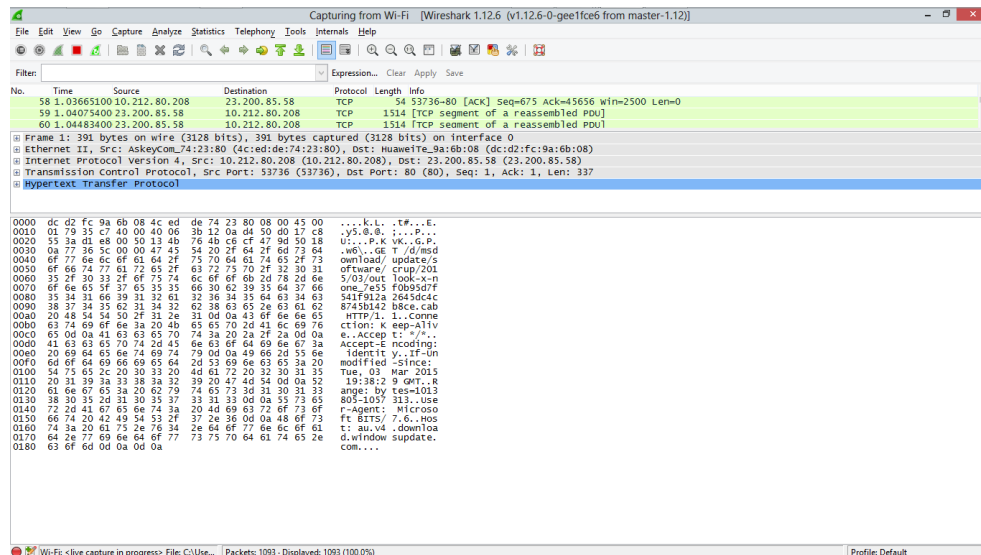 Capturing from Wi-Fi [Wireshark 1.12.6 (v1.12.6-0-gee1fce6 from master-1.12)]
File Edit View Go Capture Analyze Statistics Telephony Tools Internals Help
Filter: Expression... Clear Apply Save
No. Time Source Destination Protocol Length Info
58 1.03665100 10.212.80.208 23.200.85.58 TCP 54 53736→80 [ACK] Seq=675 Ack=45656 Win=2500 Len=0
59 1.04075400 23.200.85.58 10.212.80.208 TCP 1514 [TCP segment of a reassembled PDU]
60 1.04483400 23.200.85.58 10.212.80.208 TCP 1514 [TCP segment of a reassembled PDU]
Frame 1: 391 bytes on wire (3128 bits), 391 bytes captured (3128 bits) on interface 0
Ethernet II, Src: AskeyCom_74:23:80 (4c:ed:de:74:23:80), Dst: HuaweiTe_9a:6b:08 (dc:d2:fc:9a:6b:08)
Internet Protocol Version 4, Src: 10.212.80.208 (10.212.80.208), Dst: 23.200.85.58 (23.200.85.58)
Transmission Control Protocol, Src Port: 53736 (53736), Dst Port: 80 (80), Seq: 1, Ack: 1, Len: 337
Hypertext Transfer Protocol
0000 dc d2 fc 9a 6b 08 4c ed de 74 23 80 08 00 45 00 ....k.L. .t#...E.
0010 01 79 35 c7 40 00 40 06 3b 12 0a d4 50 d0 17 c8 .y5.@.@. ;...P...
0020 55 3a d1 e8 00 50 13 4b 76 4b c6 cf 47 9d 50 18 U:...P.K vK..G.P.
0030 0a 77 36 5c 00 00 47 45 54 20 2f 64 2f 6d 73 64 .w6\..GE T /d/msd
0040 6f 77 6e 6c 6f 61 64 2f 75 70 64 61 74 65 2f 73 ownload/ update/s
0050 6f 66 74 77 61 72 65 2f 63 72 75 70 2f 32 30 31 oftware/ crup/201
0060 35 2f 30 33 2f 6f 75 74 6c 6f 6f 6b 2d 78 2d 6e 5/03/out look-x-n
0070 6f 6e 65 5f 37 65 35 35 66 30 62 39 35 64 37 66 one_7e55 f0b95d7f
0080 35 34 31 66 39 31 32 61 32 36 34 35 64 63 34 63 541f912a 2645dc4c
0090 38 37 34 35 62 31 34 32 62 38 63 65 2e 63 61 62 8745b142 b8ce.cab
00a0 20 48 54 54 50 2f 31 2e 31 0d 0a 43 6f 6e 6e 65 HTTP/1. 1..Conne
00b0 63 74 69 6f 6e 3a 20 4b 65 65 70 2d 41 6c 69 76 ction: K eep-Aliv
00c0 65 0d 0a 41 63 63 65 70 74 3a 20 2a 2f 2a 0d 0a e..Accep t: */*..
00d0 41 63 63 65 70 74 2d 45 6e 63 6f 64 69 6e 67 3a Accept-E ncoding:
00e0 20 69 64 65 6e 74 69 74 79 0d 0a 49 66 2d 55 6e identit y..If-Un
00f0 6d 6f 64 69 66 69 65 64 2d 53 69 6e 63 65 3a 20 modified -Since:
0100 54 75 65 2c 20 30 33 20 4d 61 72 20 32 30 31 35 Tue, 03 Mar 2015
0110 20 31 39 3a 33 38 3a 32 39 20 47 4d 54 0d 0a 52 19:38:2 9 GMT..R
0120 61 6e 67 65 3a 20 62 79 74 65 73 3d 31 30 31 33 ange: by tes=1013
0130 38 30 35 2d 31 30 35 37 33 31 33 0d 0a 55 73 65 805-1057 313..Use
0140 72 2d 41 67 65 6e 74 3a 20 4d 69 63 72 6f 73 6f r-Agent: Microso
0150 66 74 20 42 49 54 53 2f 37 2e 36 0d 0a 48 6f 73 ft BITS/ 7.6..Hos
0160 74 3a 20 61 75 2e 76 34 2e 64 6f 77 6e 6c 6f 61 t: au.v4 .downloa
0170 64 2e 77 69 6e 64 6f 77 73 75 70 64 61 74 65 2e d.window supdate.
0180 63 6f 6d 0d 0a 0d 0a com....
Wi-Fi: <live capture in progress> File: C:\Use... Packets: 1093 · Displayed: 1093 (100.0%) Profile: Default